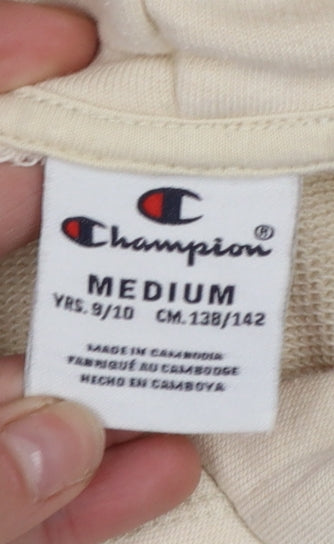 Champion®
MEDIUM
YRS. 9/10 CM. 138/142
MADE IN CAMBODIA
FABRIQUÉ AU CAMBODGE
HECHO EN CAMBOYA